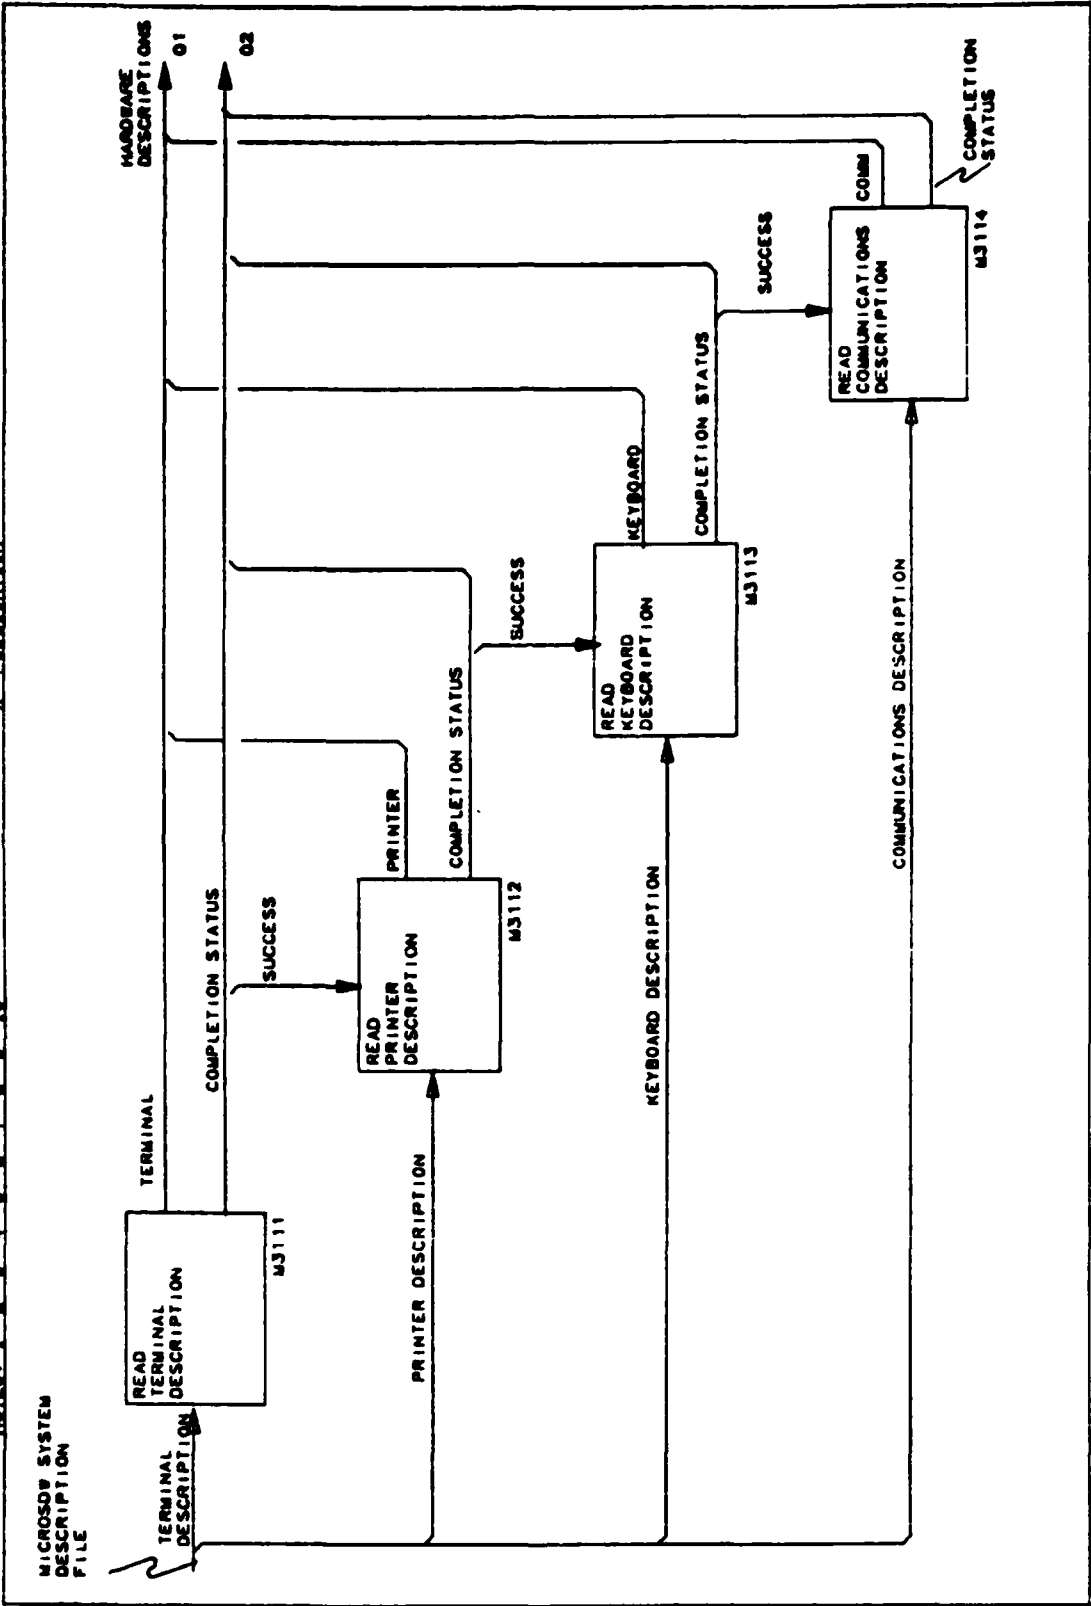 MICROSDW SYSTEM
DESCRIPTION
FILE
TERMINAL
DESCRIPTION
READ
TERMINAL
DESCRIPTION
M3111
TERMINAL
COMPLETION STATUS
HARDWARE
DESCRIPTIONS
O1
O2
SUCCESS
PRINTER DESCRIPTION
READ
PRINTER
DESCRIPTION
M3112
PRINTER
COMPLETION STATUS
SUCCESS
KEYBOARD DESCRIPTION
READ
KEYBOARD
DESCRIPTION
M3113
KEYBOARD
COMPLETION STATUS
SUCCESS
COMMUNICATIONS DESCRIPTION
READ
COMMUNICATIONS
DESCRIPTION
M3114
COMM
COMPLETION
STATUS